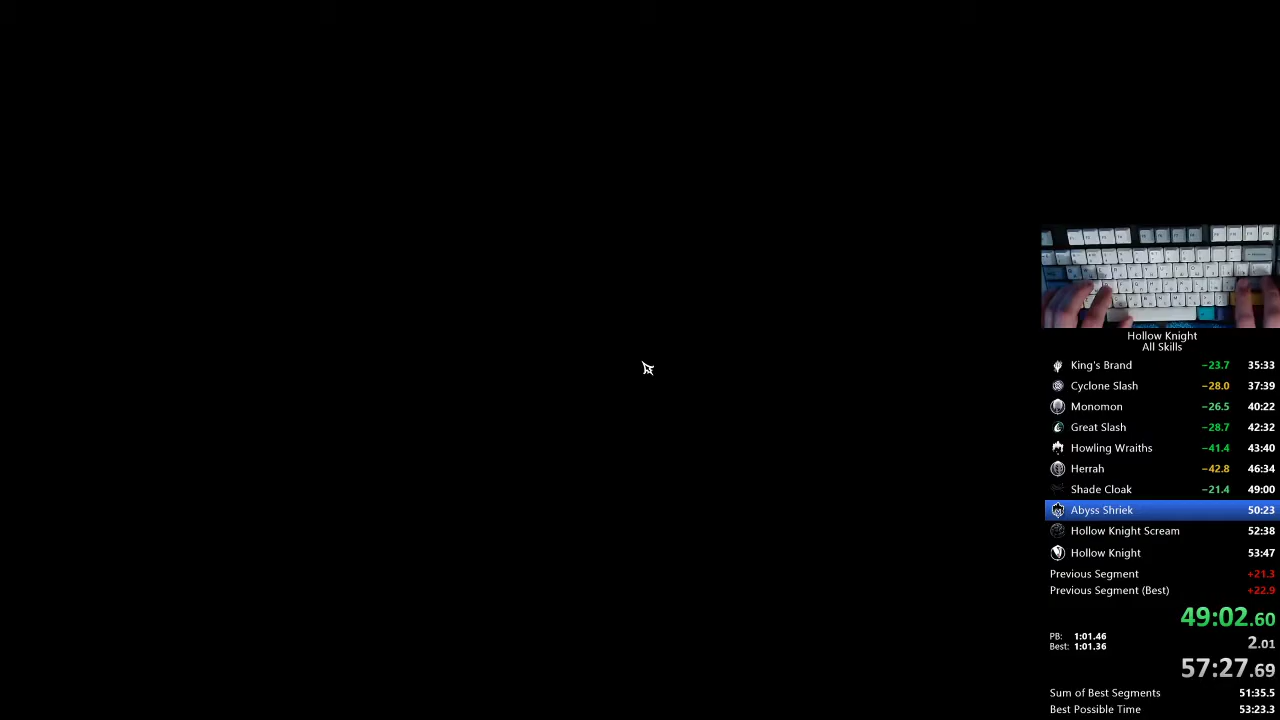 Hollow Knight
All Skills
King's Brand −23.7 35:33
Cyclone Slash −28.0 37:39
Monomon −26.5 40:22
Great Slash −28.7 42:32
Howling Wraiths −41.4 43:40
Herrah −42.8 46:34
Shade Cloak −21.4 49:00
Abyss Shriek 50:23
Hollow Knight Scream 52:38
Hollow Knight 53:47
Previous Segment +21.3
Previous Segment (Best) +22.9
49:02.60
PB: 1:01.46
Best: 1:01.36
2.01
57:27.69
Sum of Best Segments 51:35.5
Best Possible Time 53:23.3